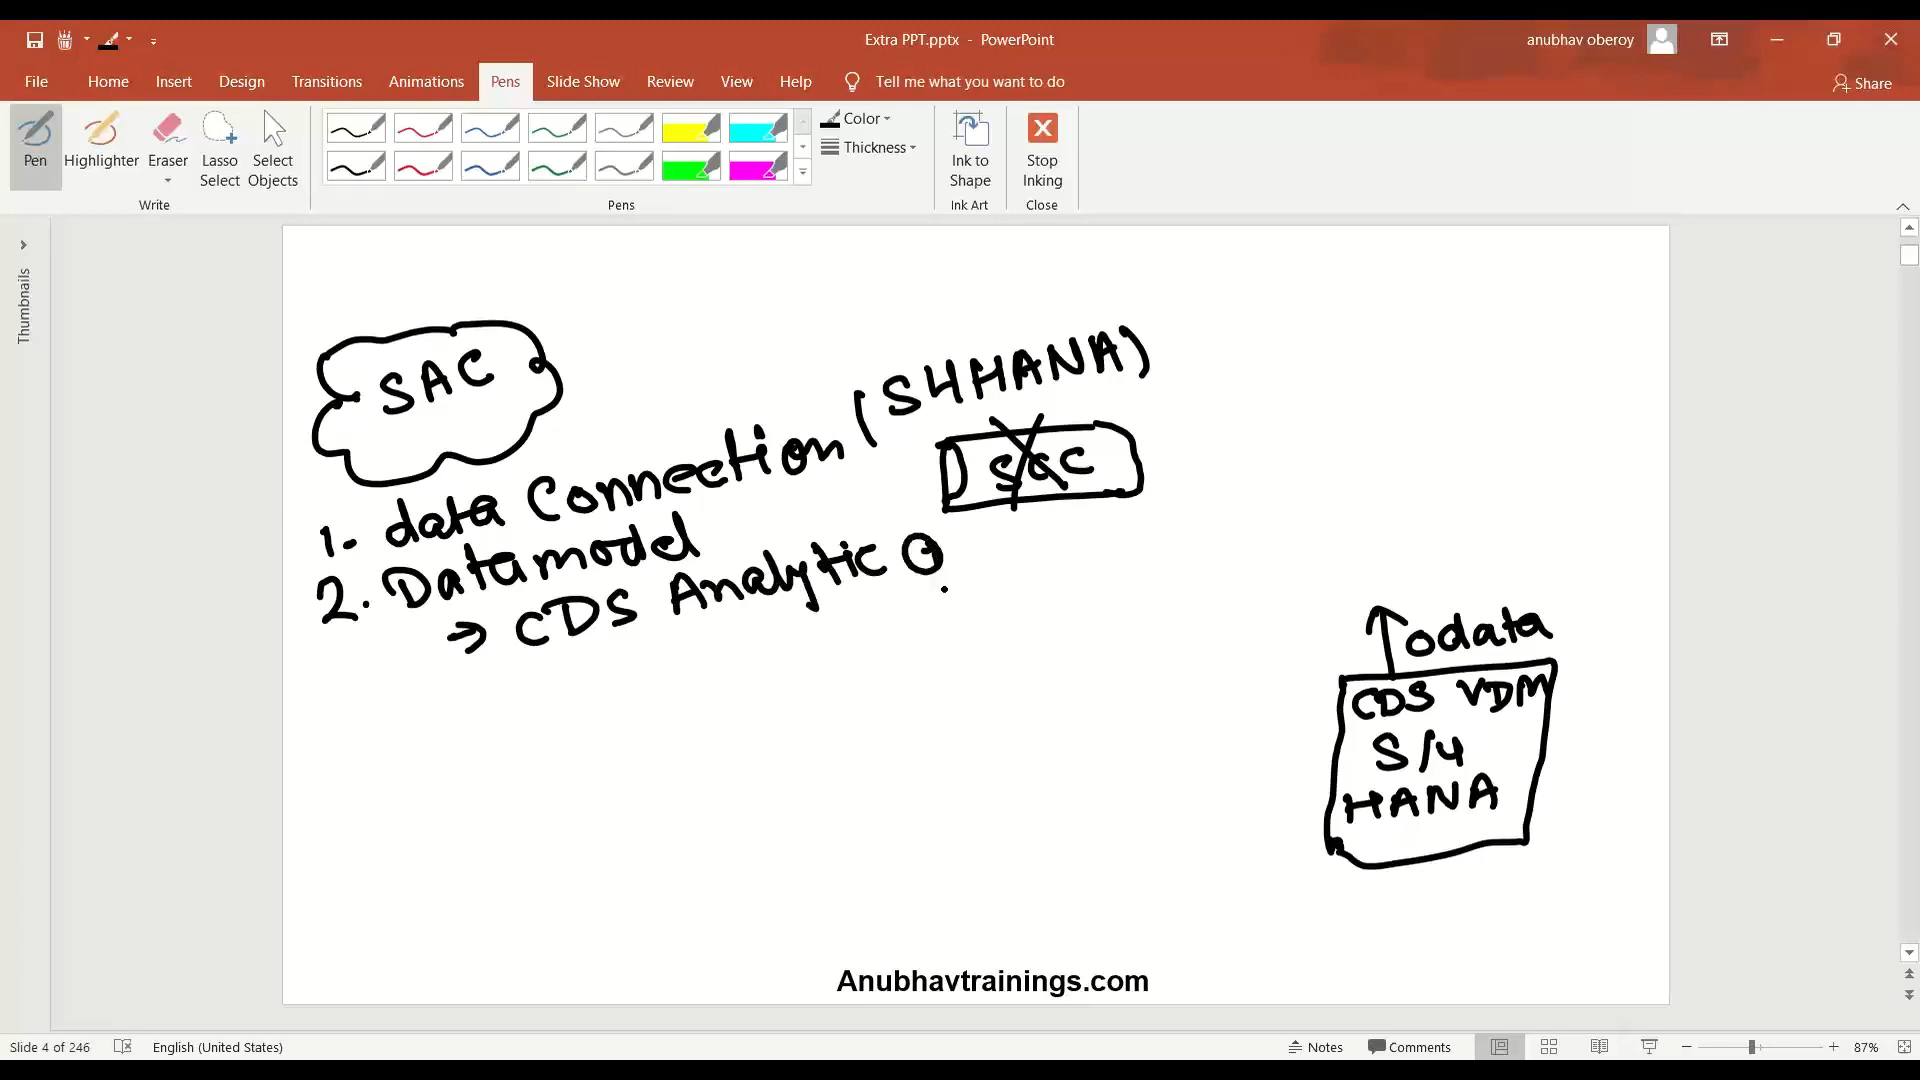 Extra PPT.pptx - PowerPoint
anubhav oberoy
File Home Insert Design Transitions Animations Pens Slide Show Review View Help Tell me what you want to do
Share
Pen Highlighter Eraser Lasso Select Select Objects
Color
Thickness
Ink to Shape
Stop Inking
Write Pens Ink Art Close
Thumbnails
SAC
1. data Connection (S4HANA)
SCC
2. Datamodel
→ CDS Analytic Q
odata
CDS VDM
S/4
HANA
Anubhavtrainings.com
Slide 4 of 246 English (United States) Notes Comments 87%